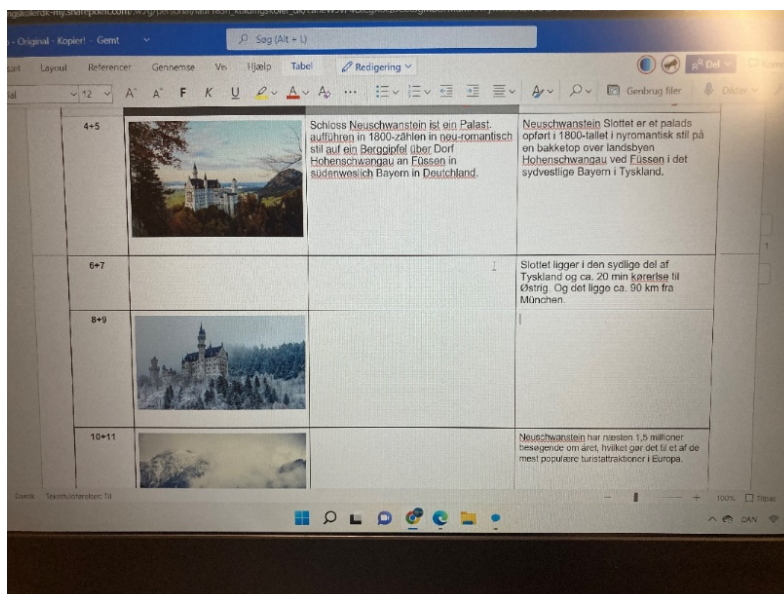 - Original - Kopier! - Gemt
Søg (Alt + L)
Layout Referencer Gennemse Vis Hjælp Tabel Redigering Del
12 F K U A Genbrug filer
4+5
Schloss Neuschwanstein ist ein Palast.
aufführen in 1800-zählen in neu-romantisch
stil auf ein Berggipfel über Dorf
Hohenschwangau an Füssen in
südenweslich Bayern in Deutchland.
Neuschwanstein Slottet er et palads
opført i 1800-tallet i nyromantisk stil på
en bakketop over landsbyen
Hohenschwangau ved Füssen i det
sydvestlige Bayern i Tyskland.
6+7
Slottet ligger i den sydlige del af
Tyskland og ca. 20 min kørerlse til
Østrig. Og det ligge ca. 90 km fra
München.
8+9
10+11
Neuschwanstein har næsten 1,5 millioner
besøgende om året, hvilket gør det til et af de
mest populære turistattraktioner i Europa.
Dansk
100%
DAN